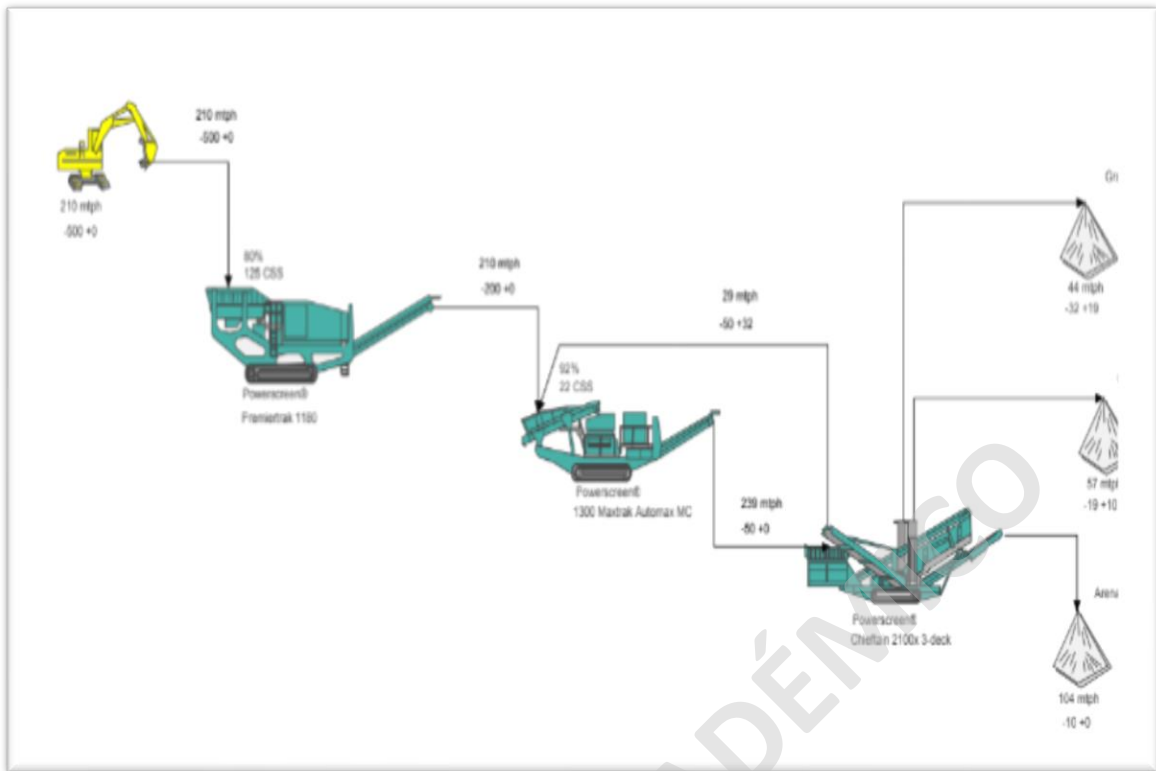 210 mtph
-500 +0
210 mtph
-500 +0
80%
125 CSS
Powerscreen®
Premiertrak 1180
210 mtph
-200 +0
29 mtph
-50 +32
92%
22 CSS
Powerscreen®
1300 Maxtrak Automax MC
239 mtph
-50 +0
Powerscreen®
Chieftain 2100x 3-deck
44 mtph
-32 +19
57 mtph
-19 +10
Arena
104 mtph
-10 +0